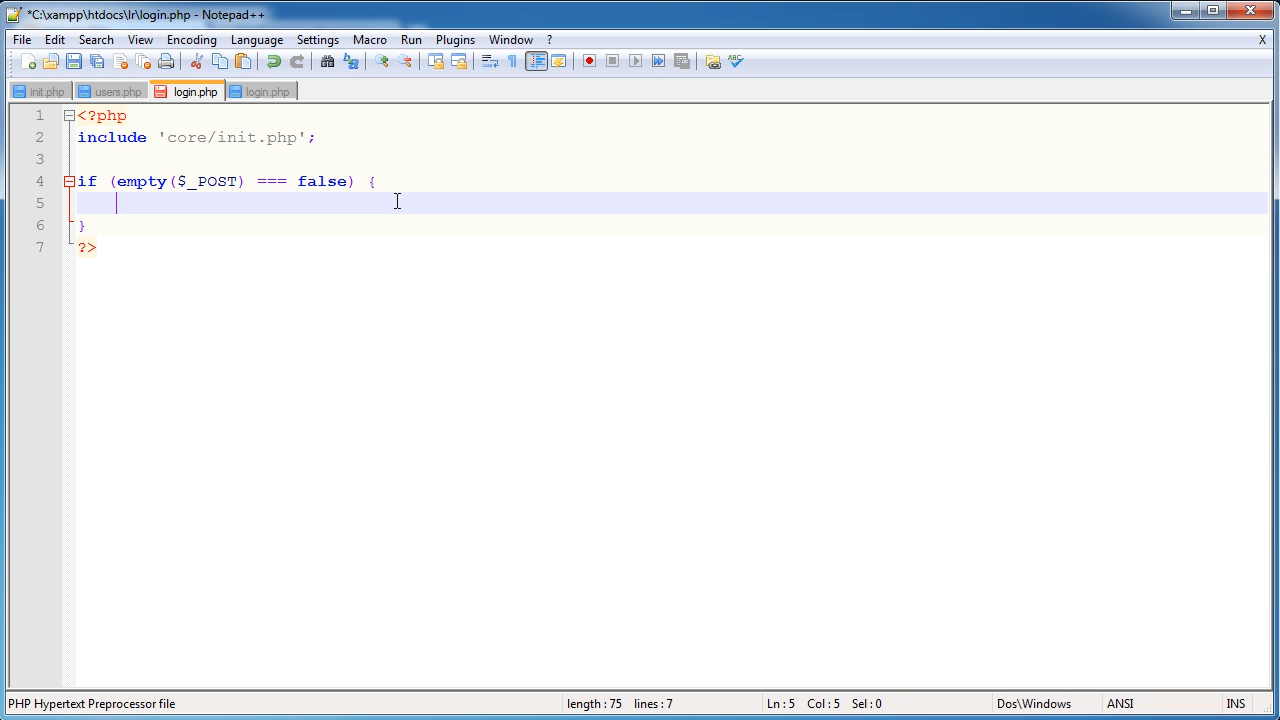 *C:\xampp\htdocs\lr\login.php - Notepad++
File Edit Search View Encoding Language Settings Macro Run Plugins Window ? X
init.php users.php login.php login.php
1 <?php
2 include 'core/init.php';
3
4 if (empty($_POST) === false) {
5
6 }
7 ?>
PHP Hypertext Preprocessor file length : 75 lines : 7 Ln : 5 Col : 5 Sel : 0 Dos\Windows ANSI INS